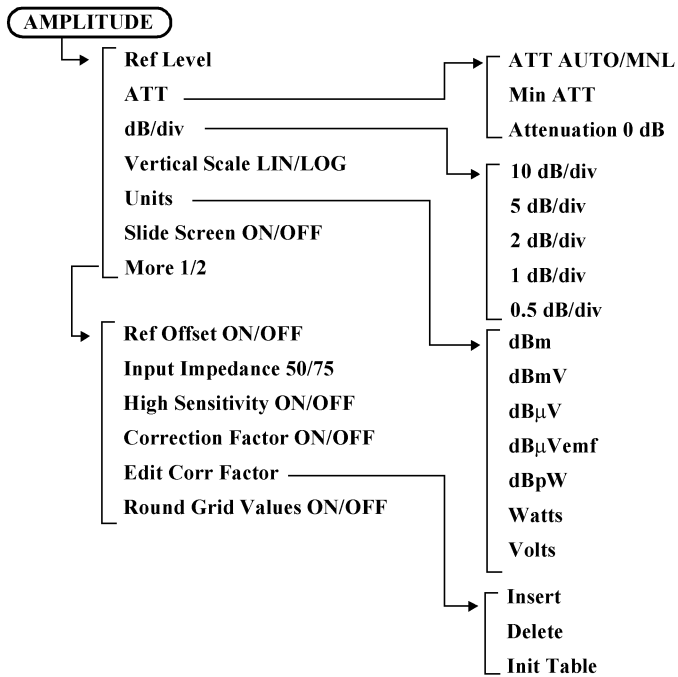 AMPLITUDE
Ref Level
ATT
dB/div
Vertical Scale LIN/LOG
Units
Slide Screen ON/OFF
More 1/2
Ref Offset ON/OFF
Input Impedance 50/75
High Sensitivity ON/OFF
Correction Factor ON/OFF
Edit Corr Factor
Round Grid Values ON/OFF
ATT AUTO/MNL
Min ATT
Attenuation 0 dB
10 dB/div
5 dB/div
2 dB/div
1 dB/div
0.5 dB/div
dBm
dBmV
dBµV
dBµVemf
dBpW
Watts
Volts
Insert
Delete
Init Table